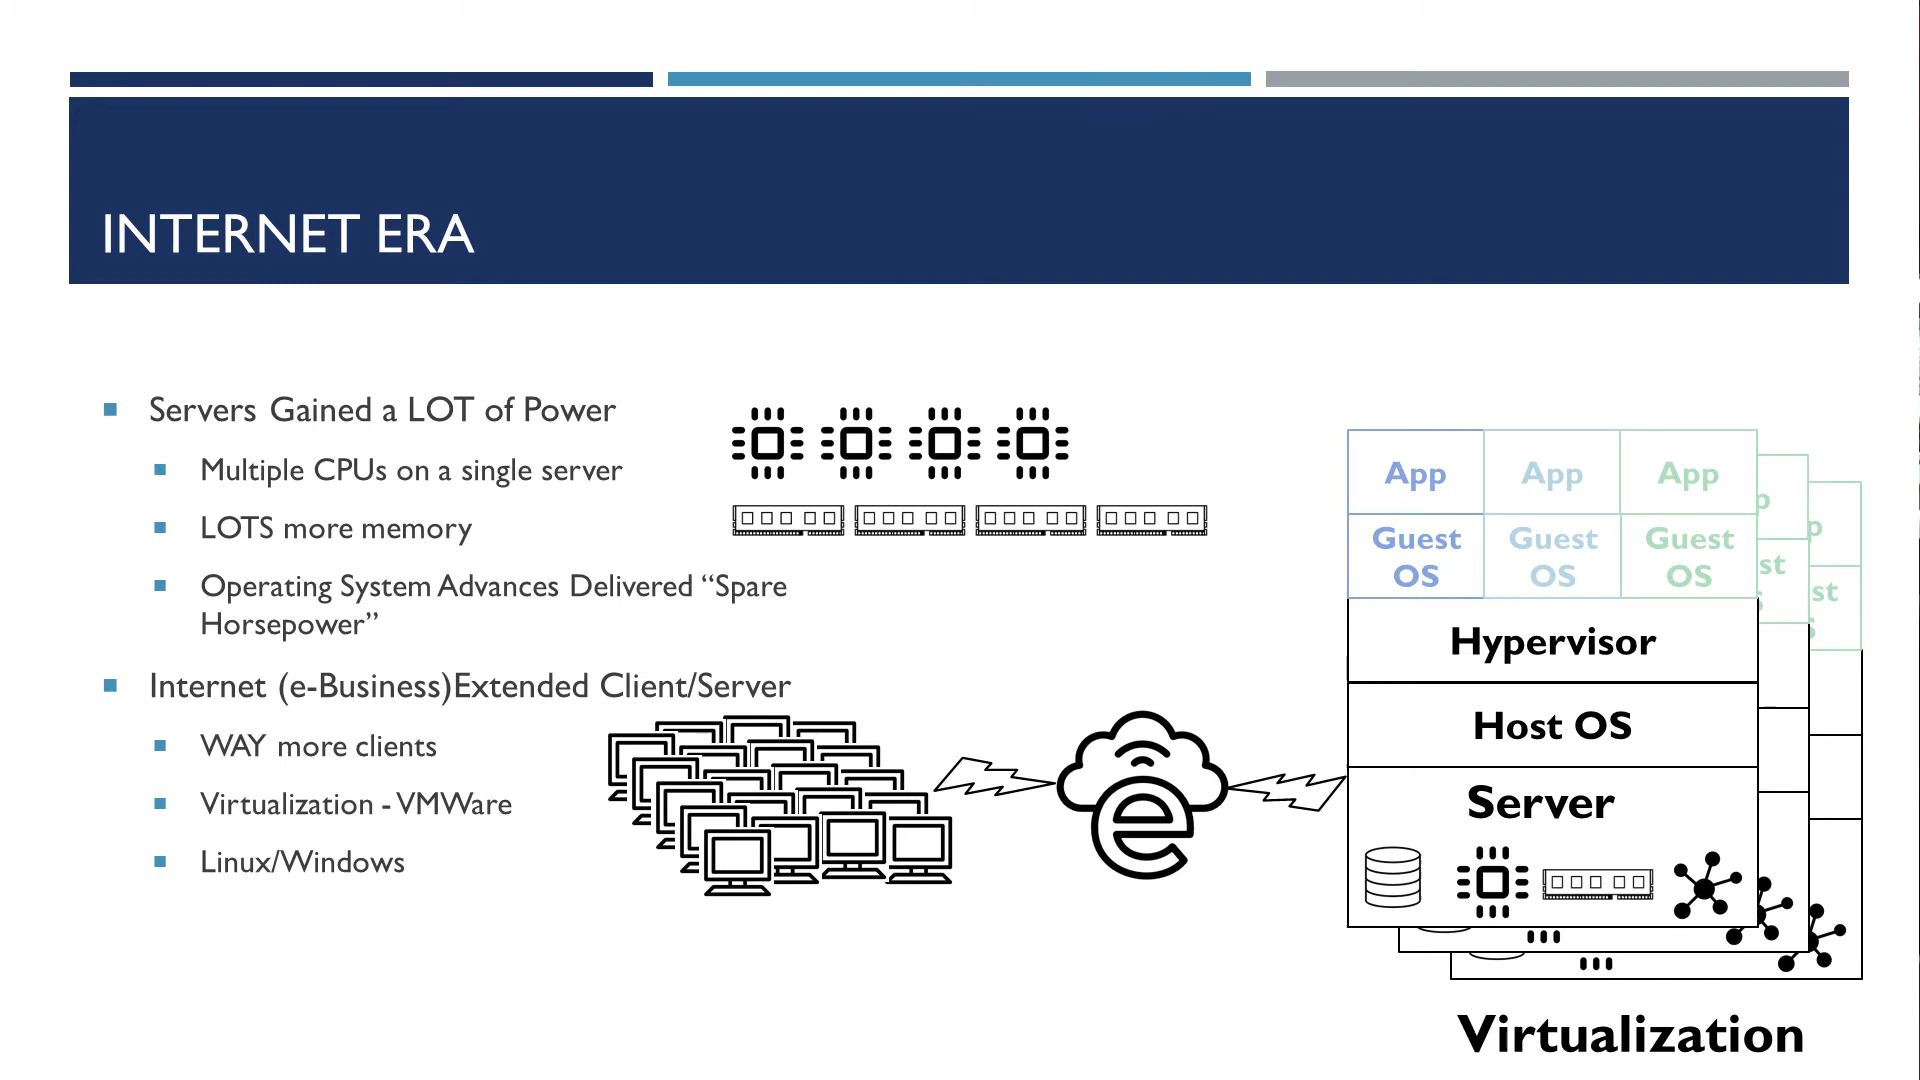 INTERNET ERA
Servers Gained a LOT of Power
Multiple CPUs on a single server
LOTS more memory
Operating System Advances Delivered “Spare
Horsepower”
Internet (e-Business)Extended Client/Server
WAY more clients
Virtualization - VMWare
Linux/Windows
App
App
App
Guest
OS
Guest
OS
Guest
OS
Hypervisor
Host OS
Server
e
Virtualization